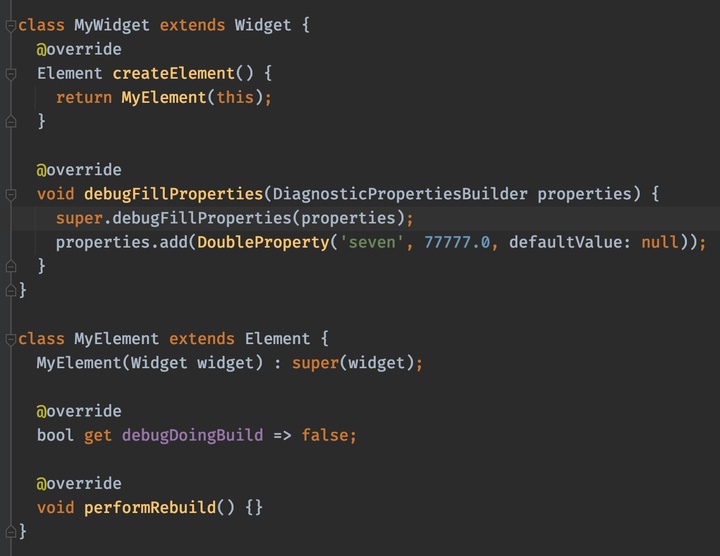 class MyWidget extends Widget {
  @override
  Element createElement() {
    return MyElement(this);
  }

  @override
  void debugFillProperties(DiagnosticPropertiesBuilder properties) {
    super.debugFillProperties(properties);
    properties.add(DoubleProperty('seven', 77777.0, defaultValue: null));
  }
}

class MyElement extends Element {
  MyElement(Widget widget) : super(widget);

  @override
  bool get debugDoingBuild => false;

  @override
  void performRebuild() {}
}